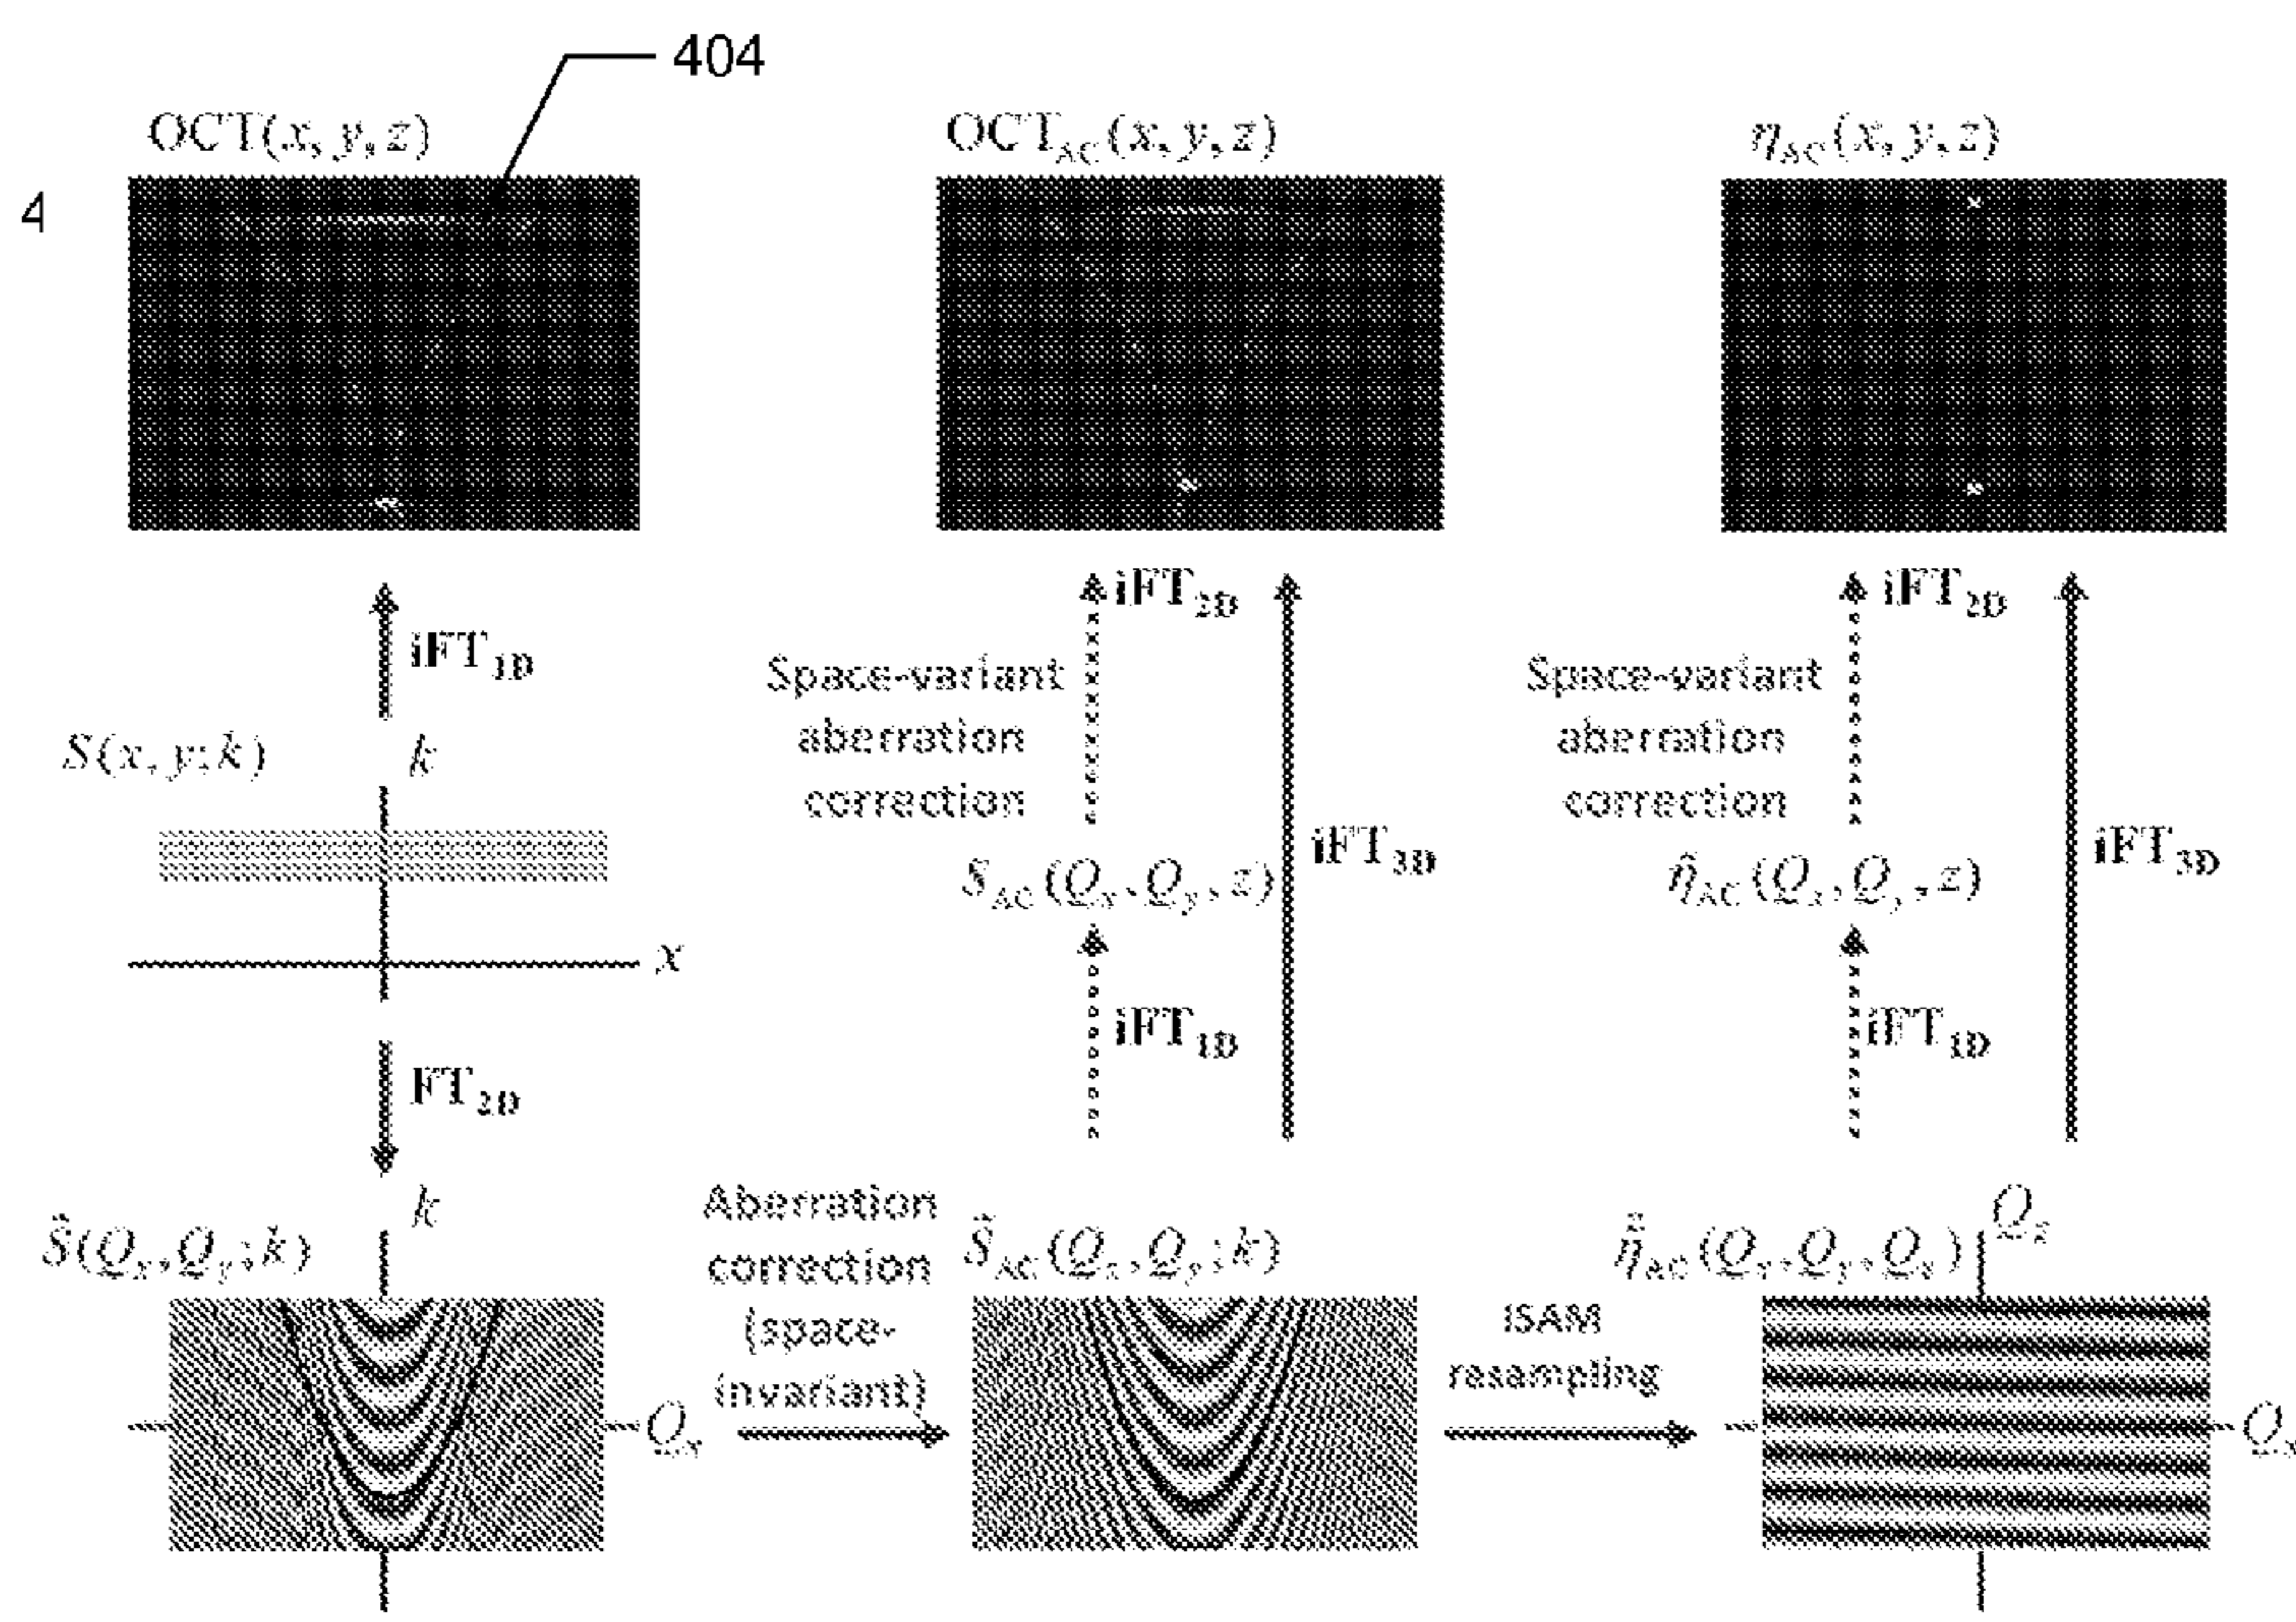 404
OCT(x, y, z)
OCT_AC(x, y, z)
η_AC(x, y, z)
4
iFT_1D
iFT_2D
iFT_2D
Space-variant
aberration
correction
Space-variant
aberration
correction
S(x, y; k)
k
iFT_3D
iFT_3D
S_AC(Q_x, Q_y, z)
η̃_AC(Q_x, Q_y, z)
x
iFT_1D
iFT_1D
FT_2D
k
S̃(Q_x, Q_y; k)
Aberration
correction
(space-
invariant)
S̃_AC(Q_x, Q_y; k)
ISAM
resampling
Q_z
η̃_AC(Q_x, Q_y, Q_z)
Q_x
Q_x